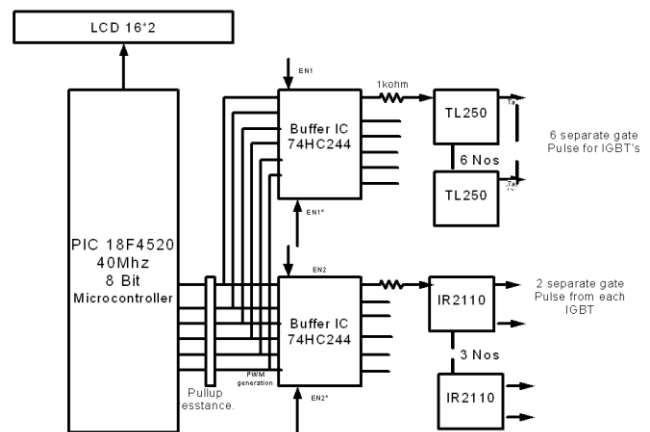 LCD 16*2
EN1
1kohm
Buffer IC
74HC244
TL250
6 Nos
TL250
6 separate gate
Pulse for IGBT's
EN1*
PIC 18F4520
40Mhz
8 Bit
Microcontroller
EN2
Buffer IC
74HC244
IR2110
2 separate gate
Pulse from each
IGBT
3 Nos
PWM
generation
Pullup
esstance.
EN2*
IR2110